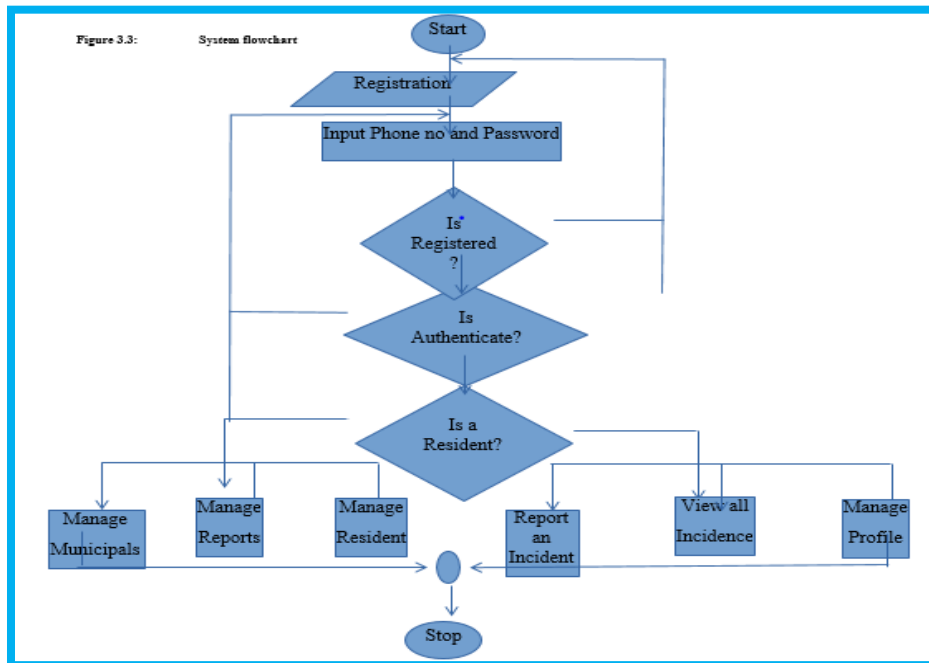 Figure 3.3: System flowchart
Start
Registration
Input Phone no and Password
Is
Registered
?
Is
Authenticate?
Is a
Resident?
Manage
Municipals
Manage
Reports
Manage
Resident
Report
an
Incident
View all
Incidence
Manage
Profile
Stop